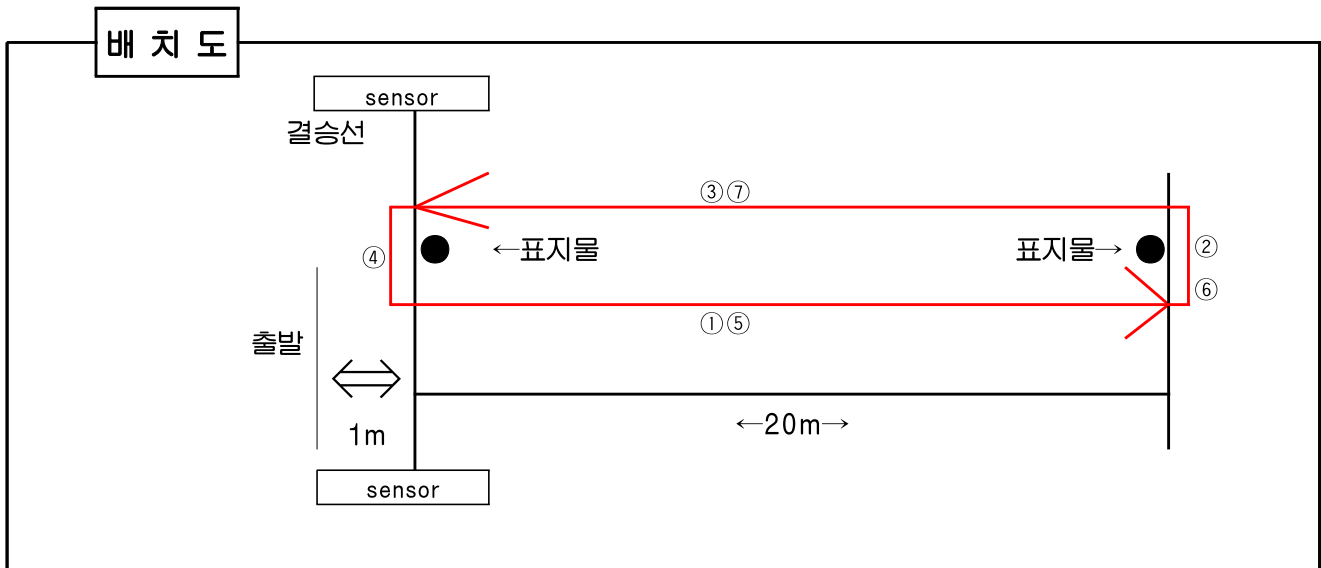 배 치 도
sensor
결승선
③⑦
④
←표지물
표지물→
②
⑥
①⑤
출발
1m
←20m→
sensor